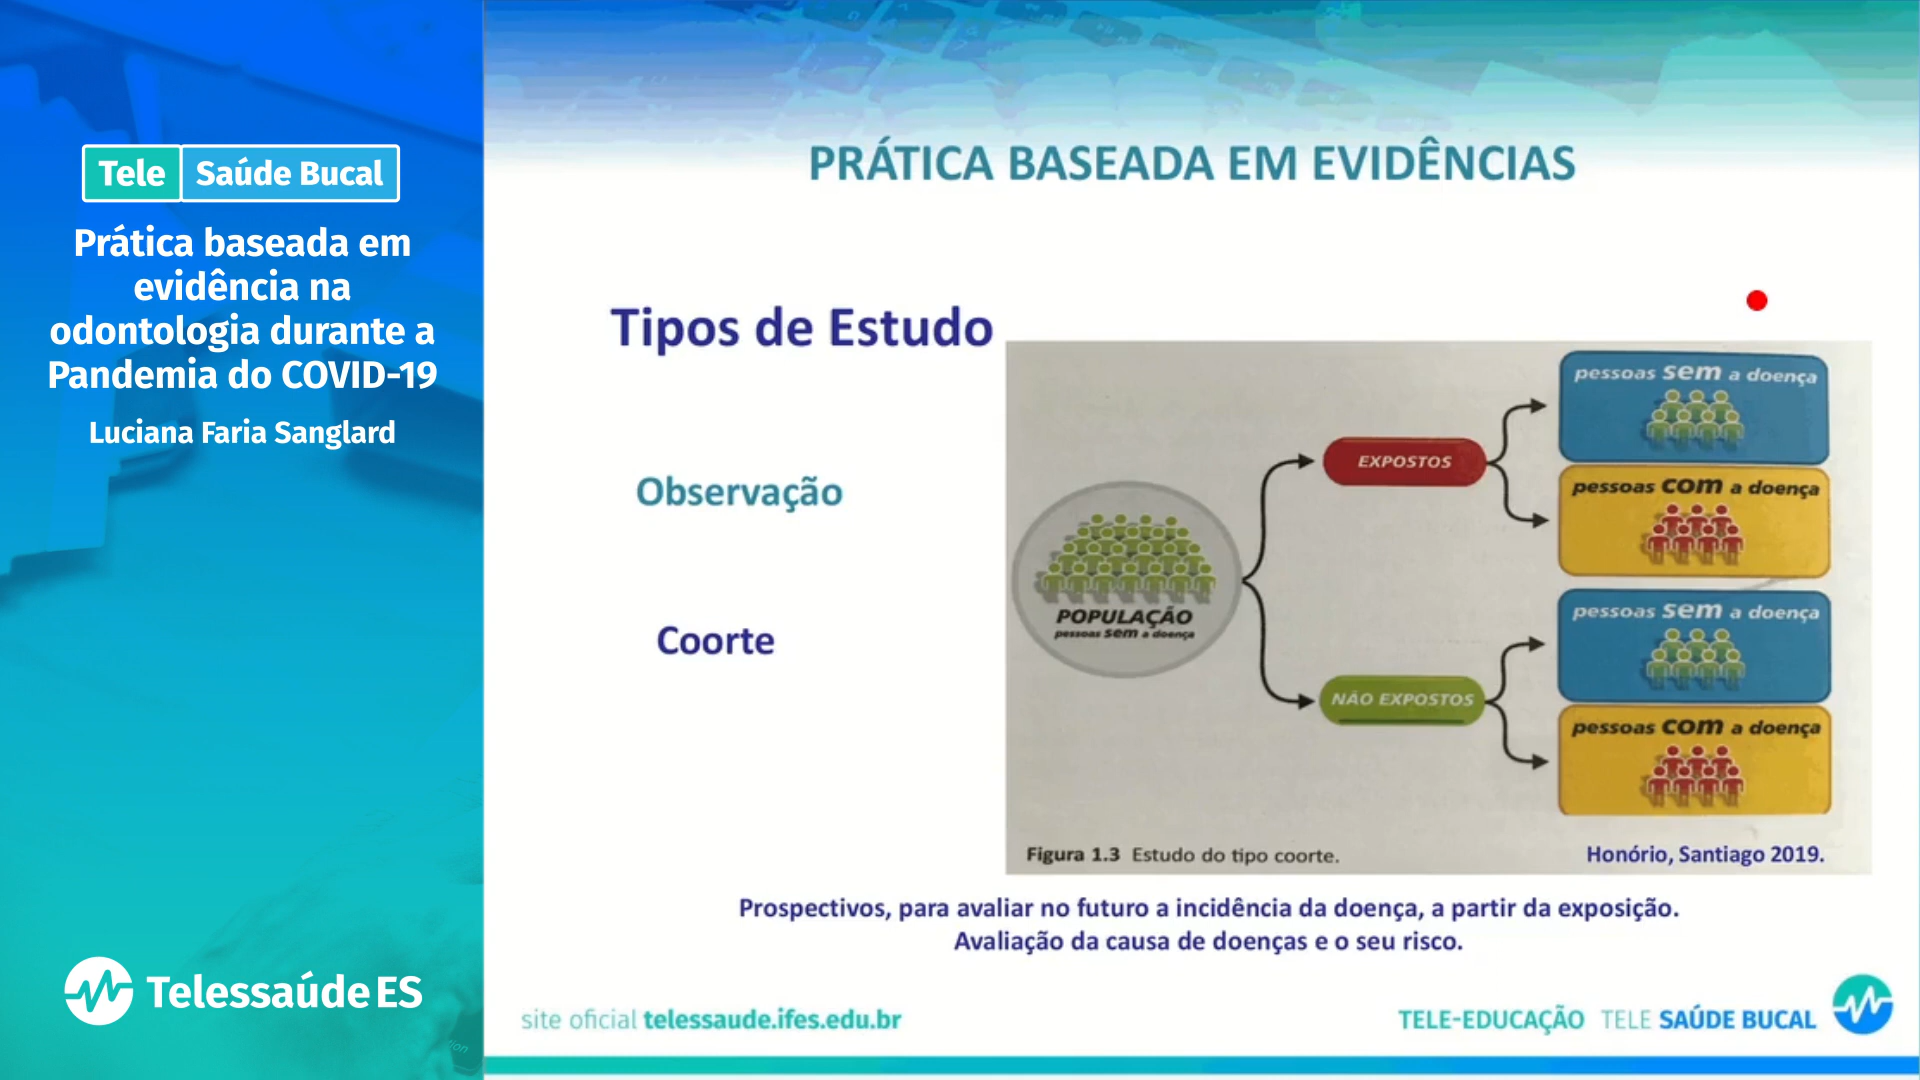 Tele Saúde Bucal
Prática baseada em
evidência na
odontologia durante a
Pandemia do COVID-19
Luciana Faria Sanglard
TelessaúdeES
PRÁTICA BASEADA EM EVIDÊNCIAS
Tipos de Estudo
Observação
Coorte
POPULAÇÃO
pessoas sem a doença
EXPOSTOS
pessoas sem a doença
pessoas com a doença
NÃO EXPOSTOS
pessoas sem a doença
pessoas com a doença
Figura 1.3 Estudo do tipo coorte.
Honório, Santiago 2019.
Prospectivos, para avaliar no futuro a incidência da doença, a partir da exposição.
Avaliação da causa de doenças e o seu risco.
site oficial telessaude.ifes.edu.br
TELE-EDUCAÇÃO TELE SAÚDE BUCAL